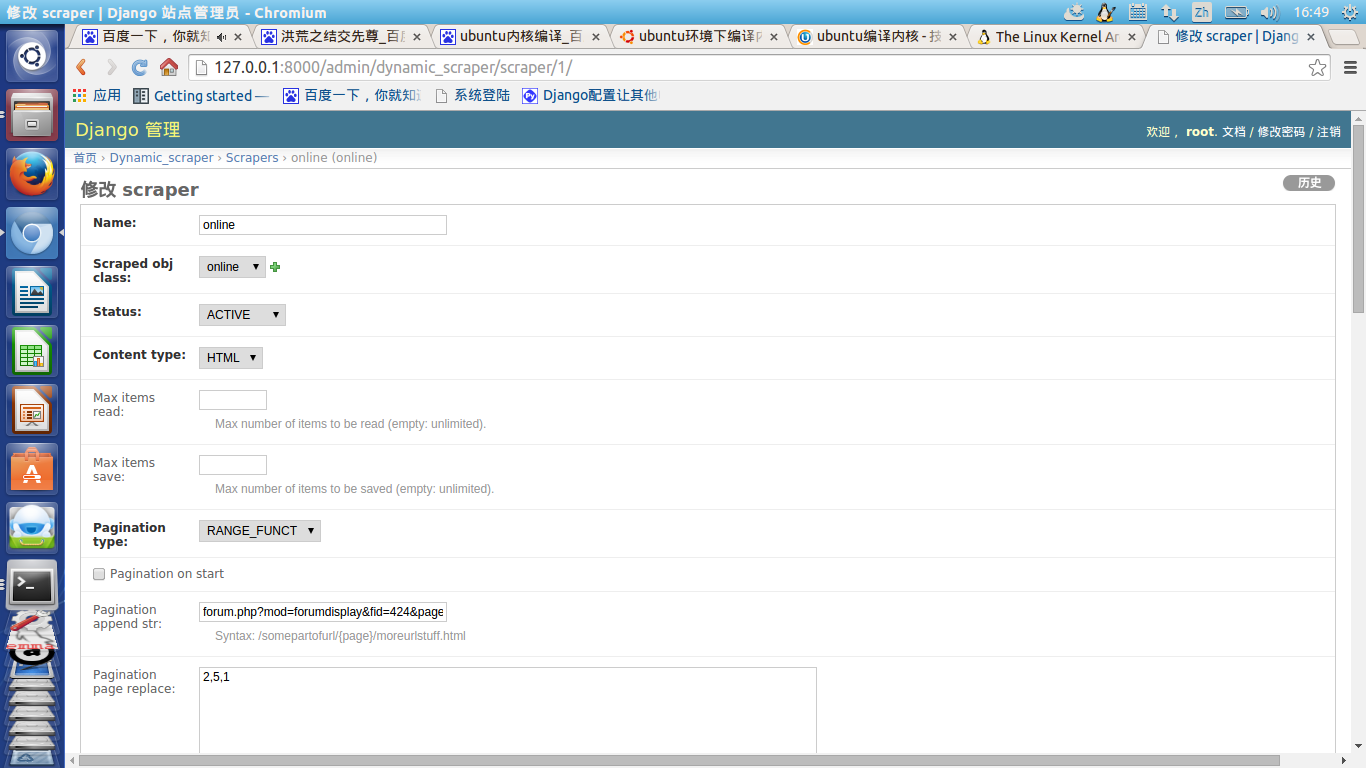 修改 scraper | Django 站点管理员 - Chromium
Zh
16:49
百度一下，你就知
洪荒之结交先尊_百
ubuntu内核编译_百
ubuntu环境下编译内
ubuntu编译内核 - 技
The Linux Kernel Ar
修改 scraper | Djang
127.0.0.1:8000/admin/dynamic_scraper/scraper/1/
应用
Getting started —
百度一下，你就知
系统登陆
Django配置让其他
Django 管理
欢迎， root. 文档 / 修改密码 / 注销
首页 › Dynamic_scraper › Scrapers › online (online)
修改 scraper
历史
Name:
online
Scraped obj
class:
online
Status:
ACTIVE
Content type:
HTML
Max items
read:
Max number of items to be read (empty: unlimited).
Max items
save:
Max number of items to be saved (empty: unlimited).
Pagination
type:
RANGE_FUNCT
Pagination on start
Pagination
append str:
forum.php?mod=forumdisplay&fid=424&page
Syntax: /somepartofurl/{page}/moreurlstuff.html
Pagination
page replace:
2,5,1